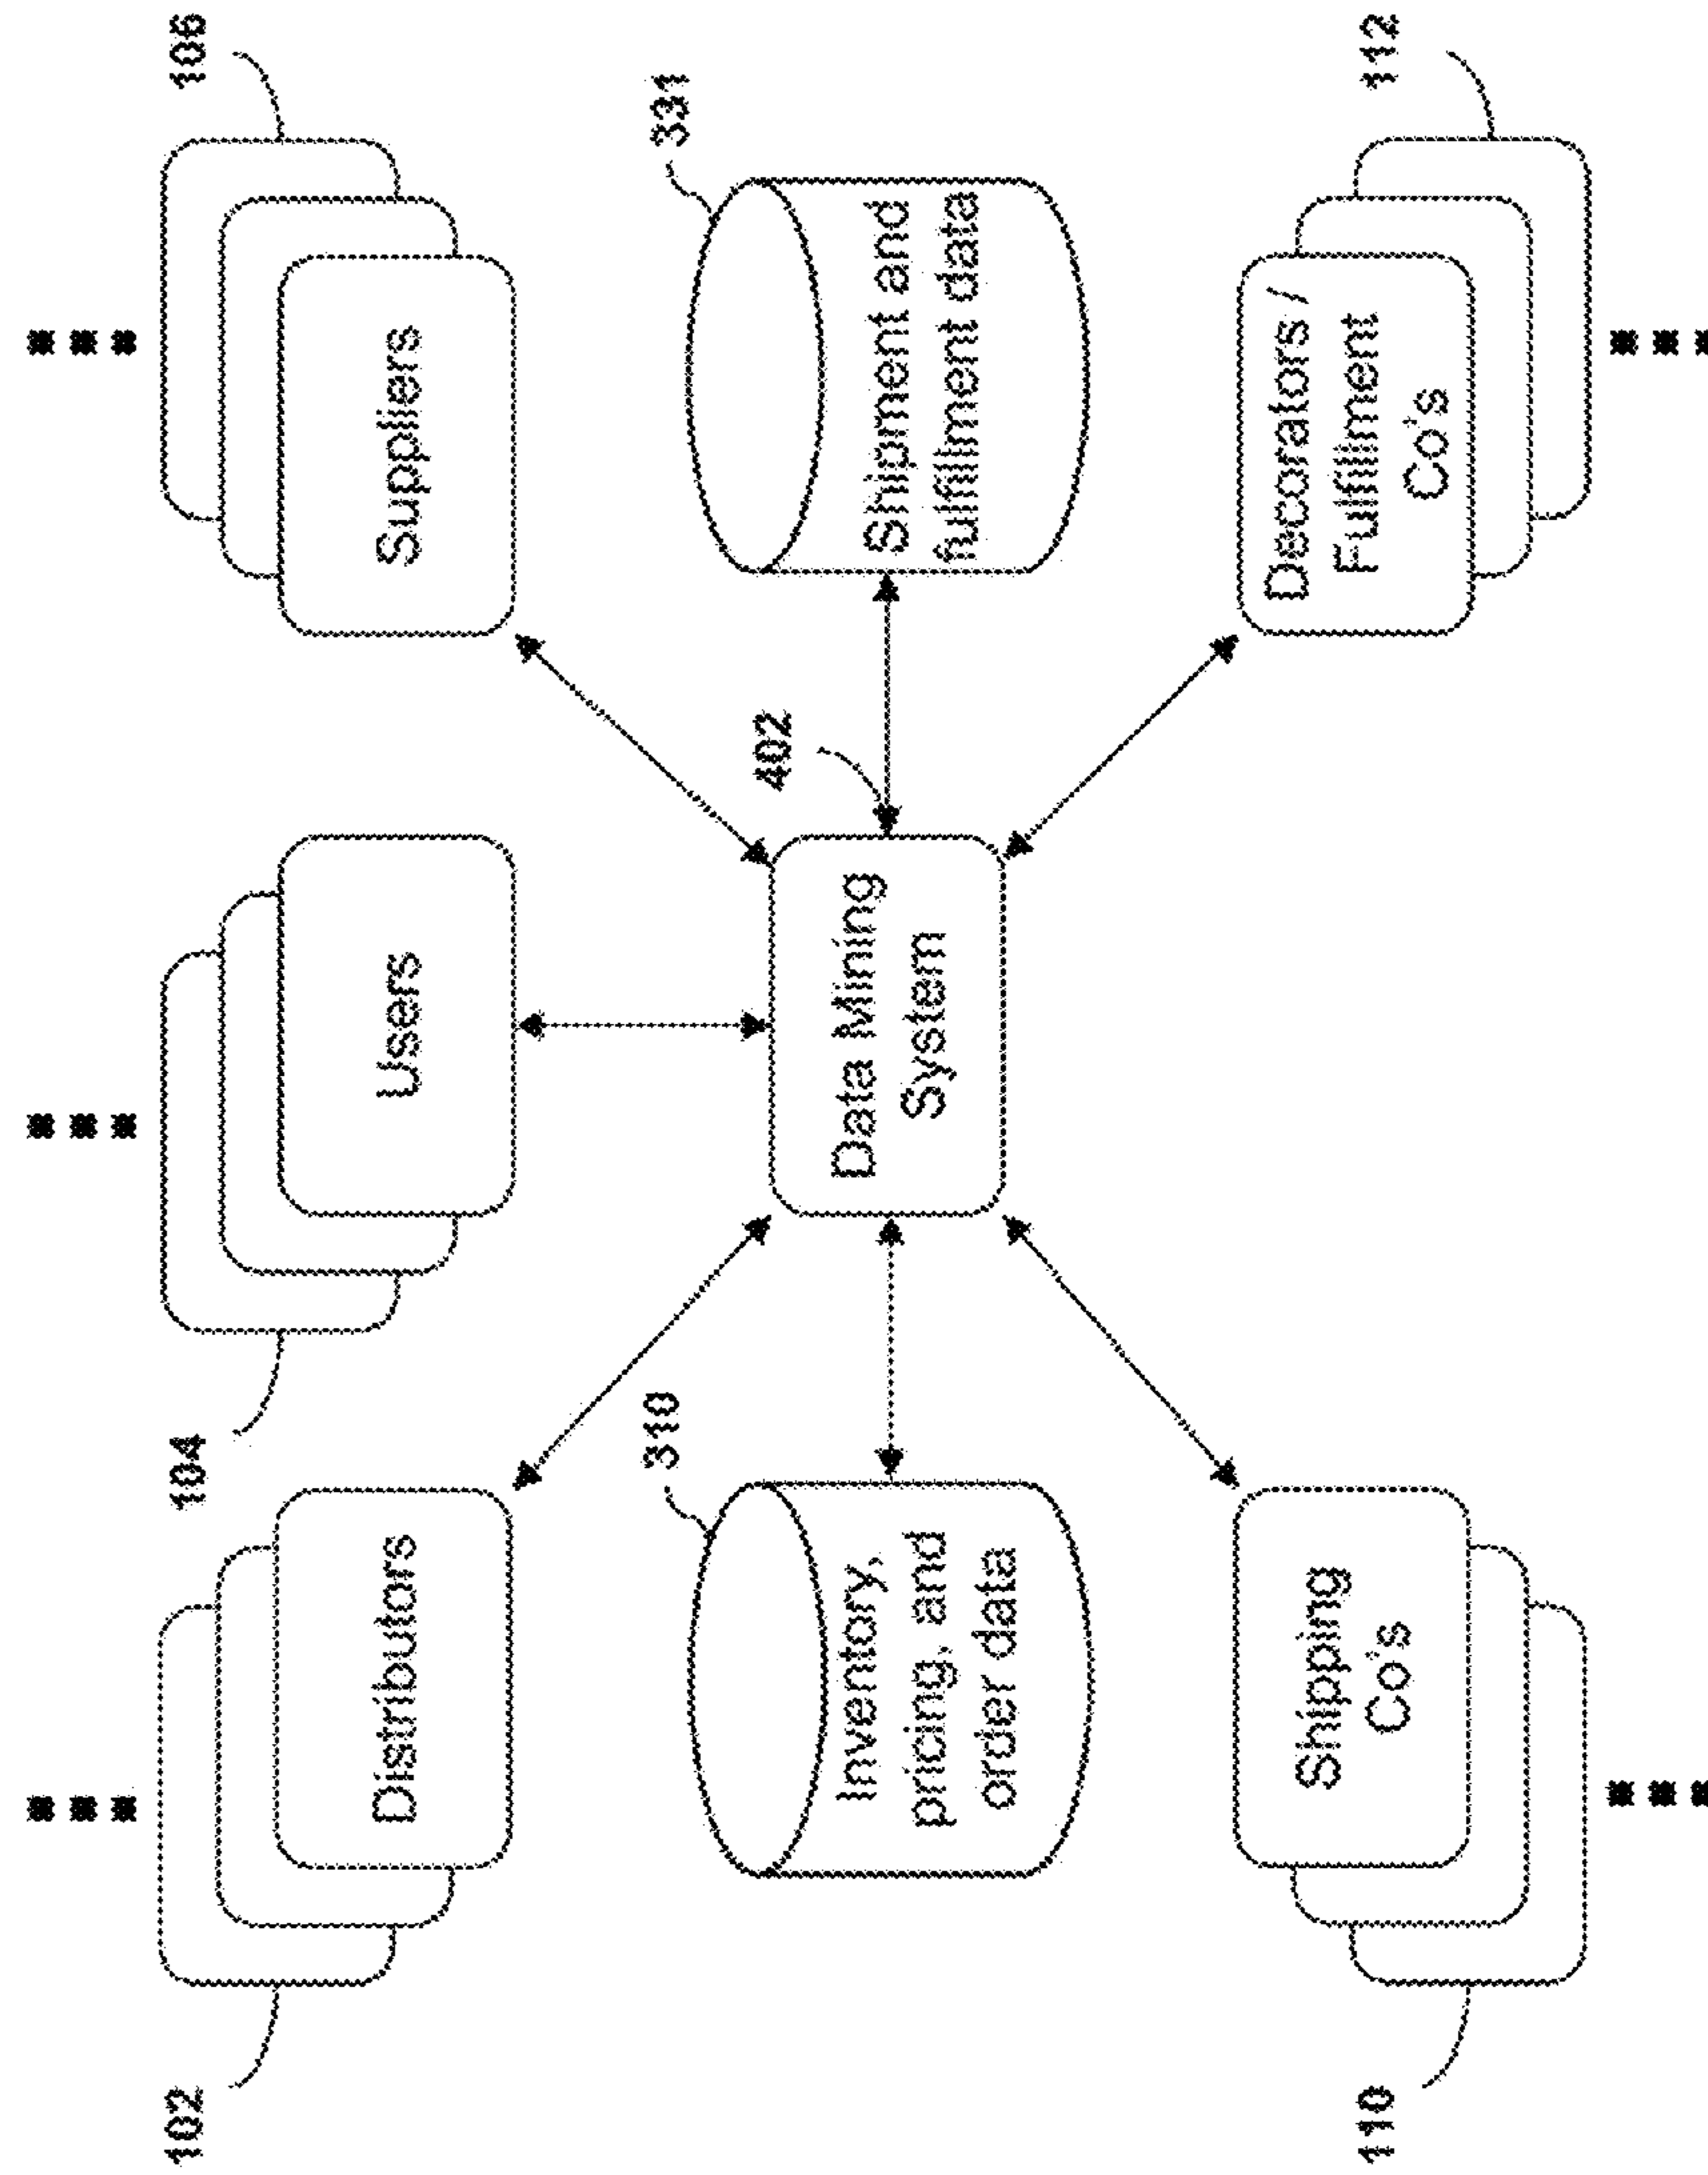 102
104
106
Distributors
Users
Suppliers
310
402
331
Inventory,
pricing, and
order data
Data Mining
System
Shipment and
fulfillment data
110
112
Shipping
Co's
Decorators /
Fulfillment
Co's